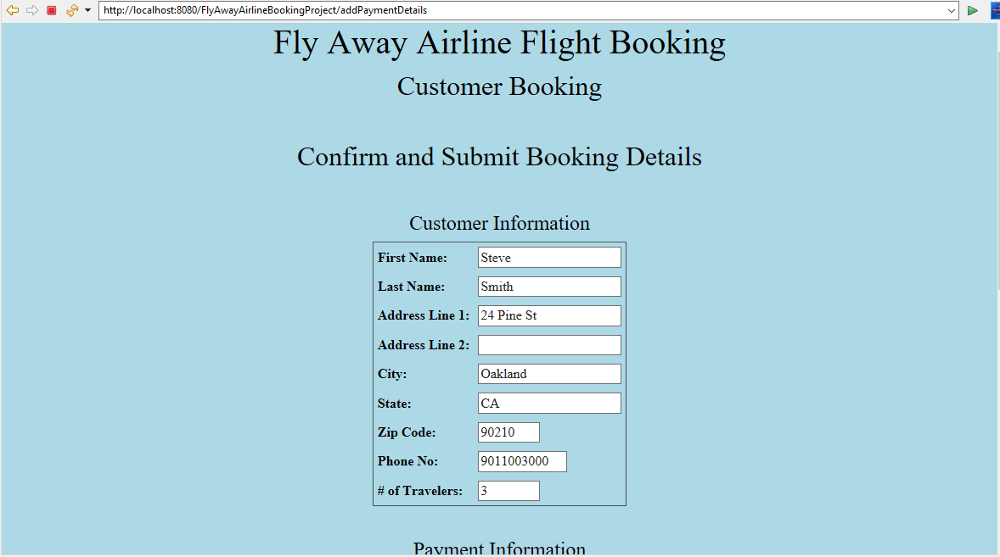 http://localhost:8080/FlyAwayAirlineBookingProject/addPaymentDetails
Fly Away Airline Flight Booking
Customer Booking
Confirm and Submit Booking Details
Customer Information
First Name: Steve
Last Name: Smith
Address Line 1: 24 Pine St
Address Line 2:
City: Oakland
State: CA
Zip Code: 90210
Phone No: 9011003000
# of Travelers: 3
Payment Information